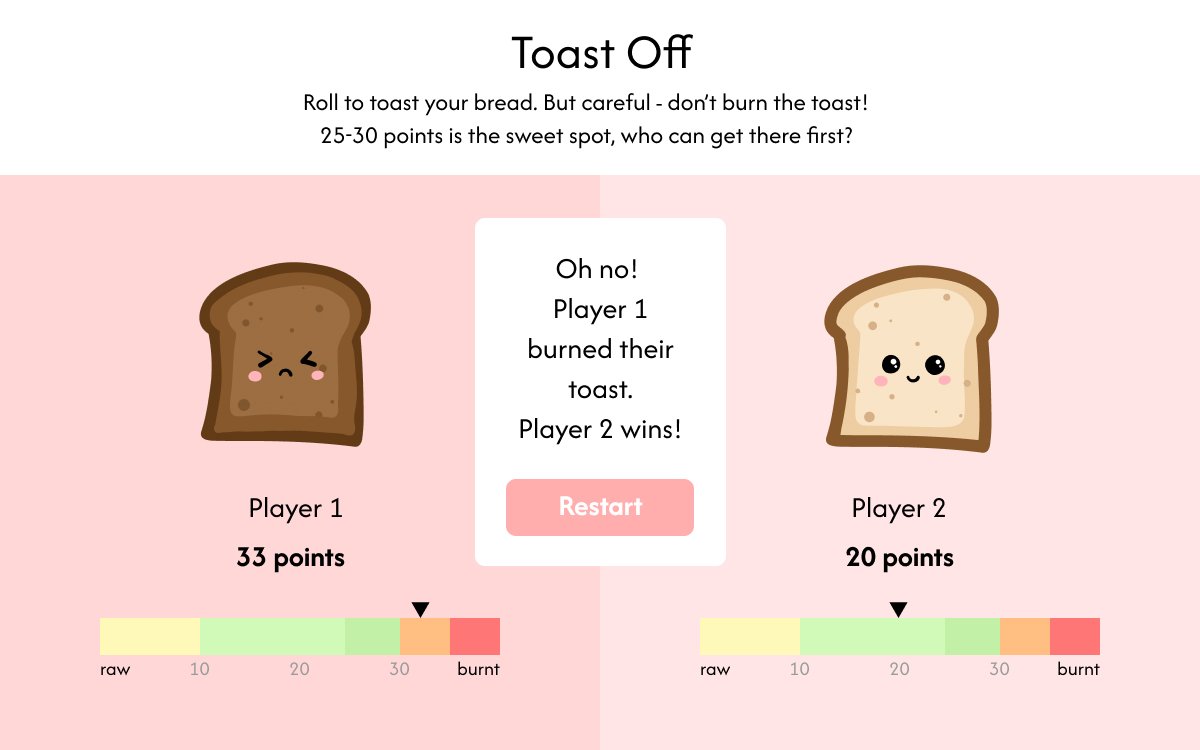 Toast Off
Roll to toast your bread. But careful - don’t burn the toast!
25-30 points is the sweet spot, who can get there first?
Oh no!
Player 1
burned their
toast.
Player 2 wins!
Restart
Player 1
33 points
raw 10 20 30 burnt
Player 2
20 points
raw 10 20 30 burnt